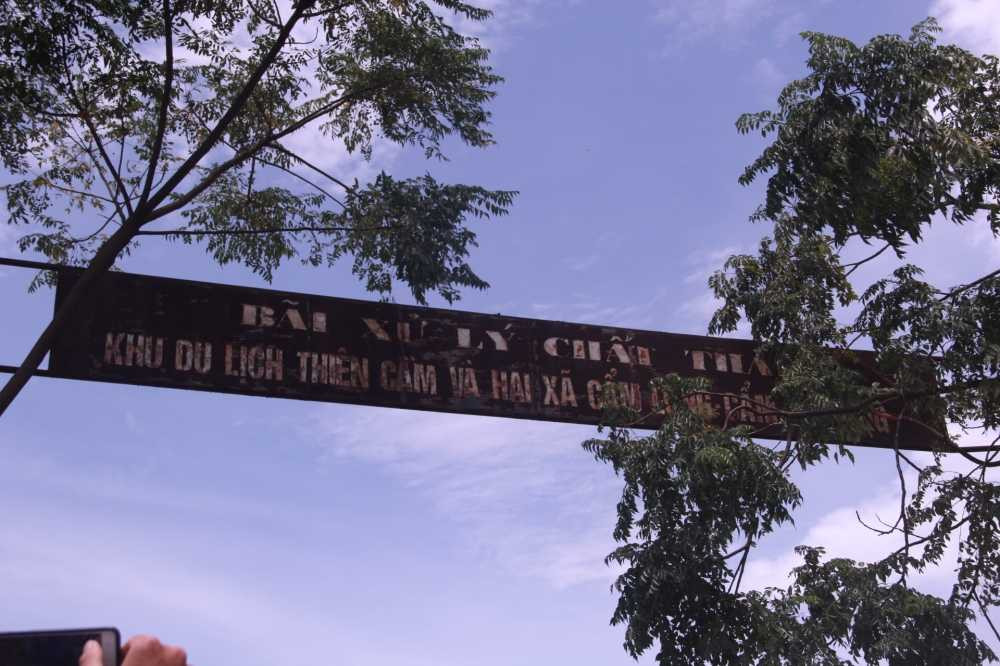 BÃI XỬ LÝ CHẤT THẢI
KHU DU LỊCH THIÊN CẦM VÀ HAI XÃ CẨM